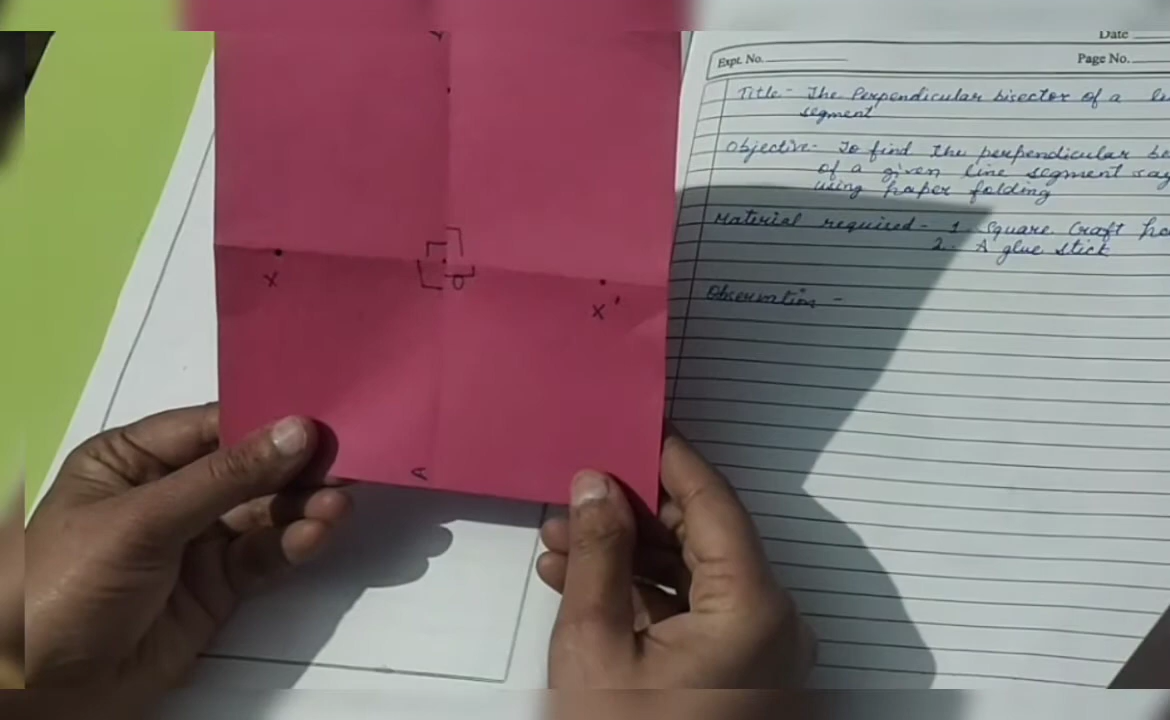 Date
Expt. No.
Page No.
Title - The Perpendicular bisector of a
segment
Objective - To find the perpendicular
of a given line segment say
using paper folding
Material required - 1. Square Craft
2. A glue stick
Observation -
X
O
X'
A